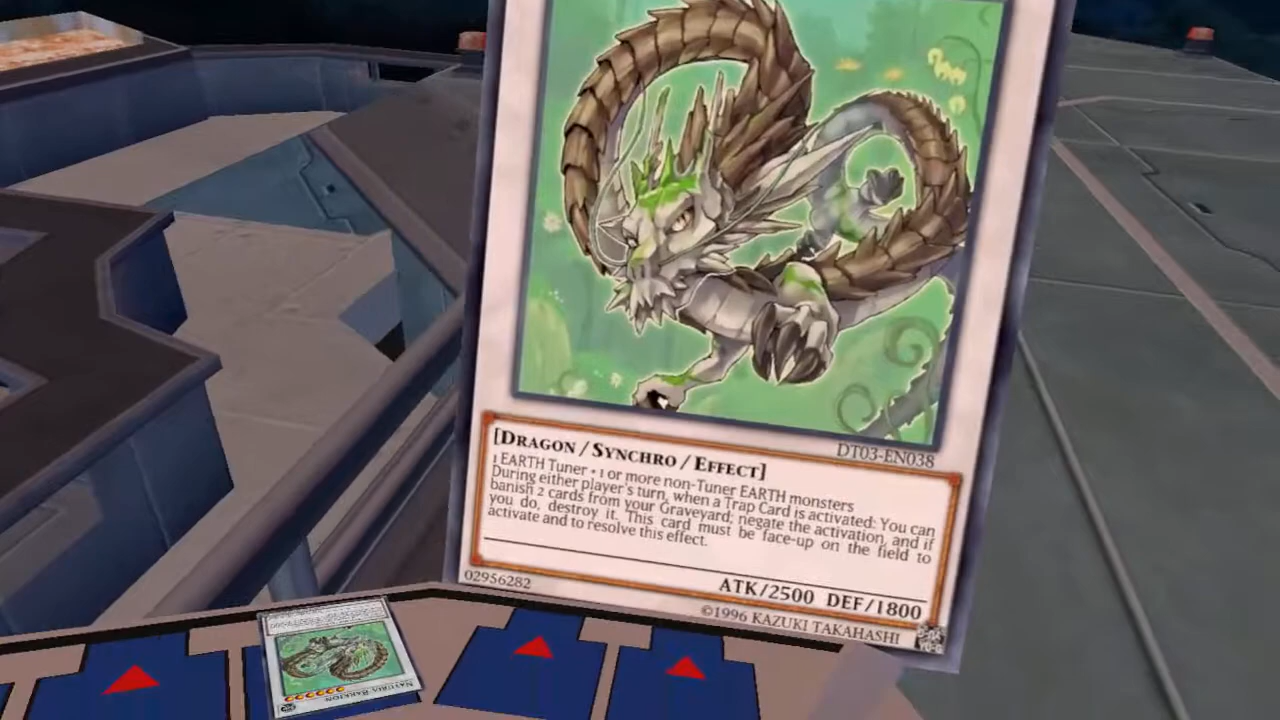 DT03-EN038
[DRAGON / SYNCHRO / EFFECT]
1 EARTH Tuner + 1 or more non-Tuner EARTH monsters
During either player's turn, when a Trap Card is activated: You can
banish 2 cards from your Graveyard; negate the activation, and if
you do, destroy it. This card must be face-up on the field to
activate and to resolve this effect.
ATK/2500 DEF/1800
02956282
©1996 KAZUKI TAKAHASHI
NATURIA BARKION